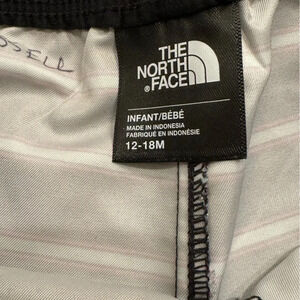 THE
NORTH
FACE
®
INFANT/BÉBÉ
MADE IN INDONESIA
FABRIQUÉ EN INDONÉSIE
12-18M